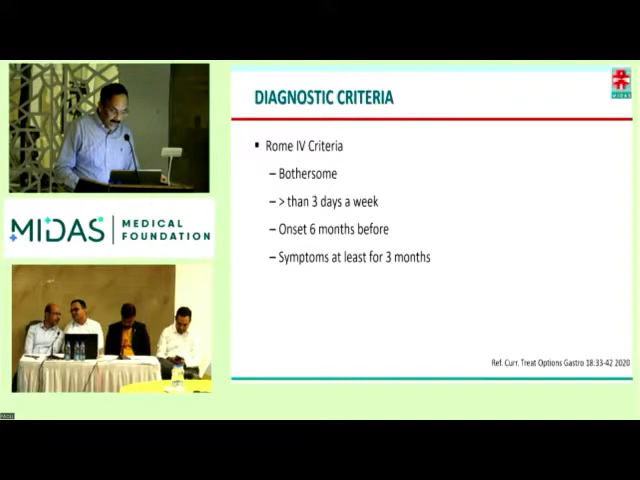 DIAGNOSTIC CRITERIA
▪ Rome IV Criteria
– Bothersome
– > than 3 days a week
– Onset 6 months before
– Symptoms at least for 3 months
Ref. Curr. Treat Options Gastro 18:33-42 2020
MIDAS
MIDAS
MEDICAL
FOUNDATION